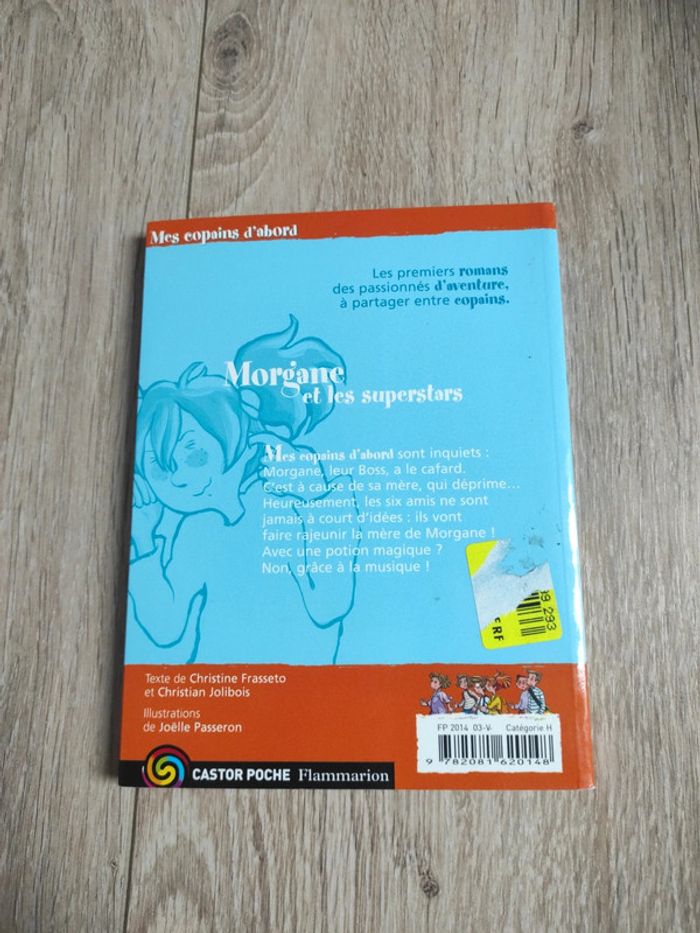 Mes copains d'abord
Les premiers romans
des passionnés d'aventure,
à partager entre copains.
Morgane
et les superstars
Mes copains d'abord sont inquiets :
Morgane, leur Boss, a le cafard.
C'est à cause de sa mère, qui déprime...
Heureusement, les six amis ne sont
jamais à court d'idées : ils vont
faire rajeunir la mère de Morgane !
Avec une potion magique ?
Non, grâce à la musique !
293
Texte de Christine Frasseto
et Christian Jolibois
Illustrations
de Joëlle Passeron
FP 2014 03-V- Catégorie H
9 782081 620148
CASTOR POCHE Flammarion